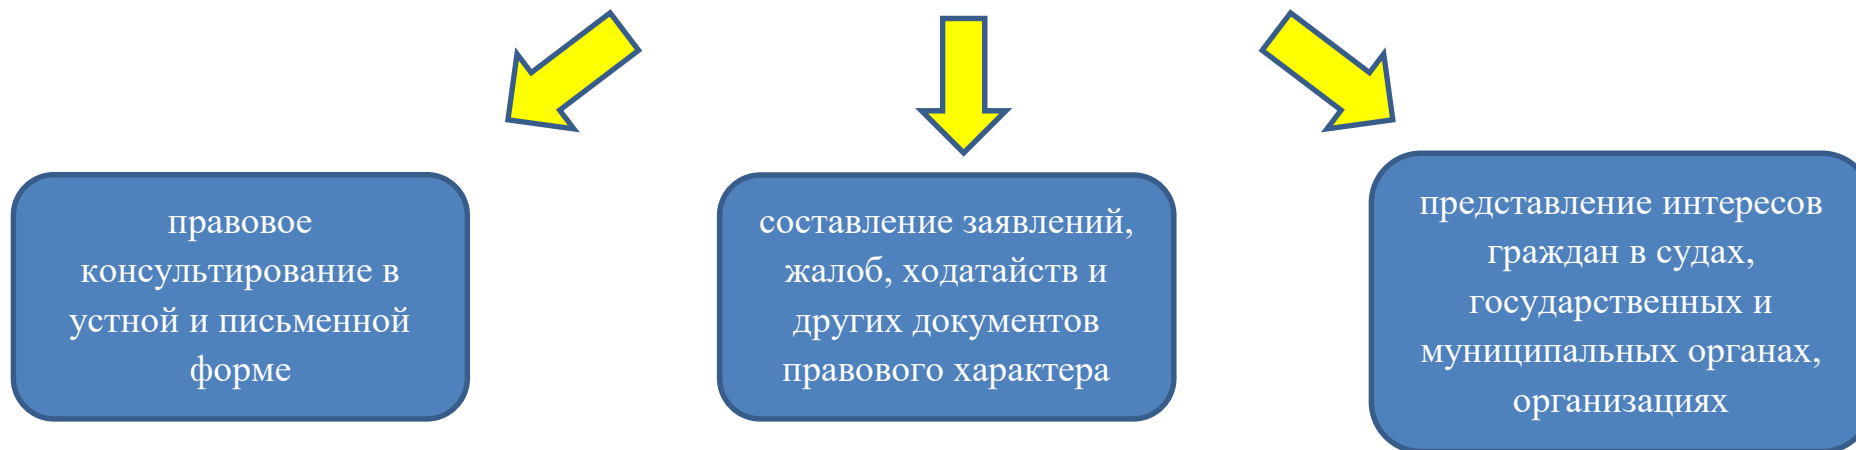 правовое
консультирование в
устной и письменной
форме
составление заявлений,
жалоб, ходатайств и
других документов
правового характера
представление интересов
граждан в судах,
государственных и
муниципальных органах,
организациях